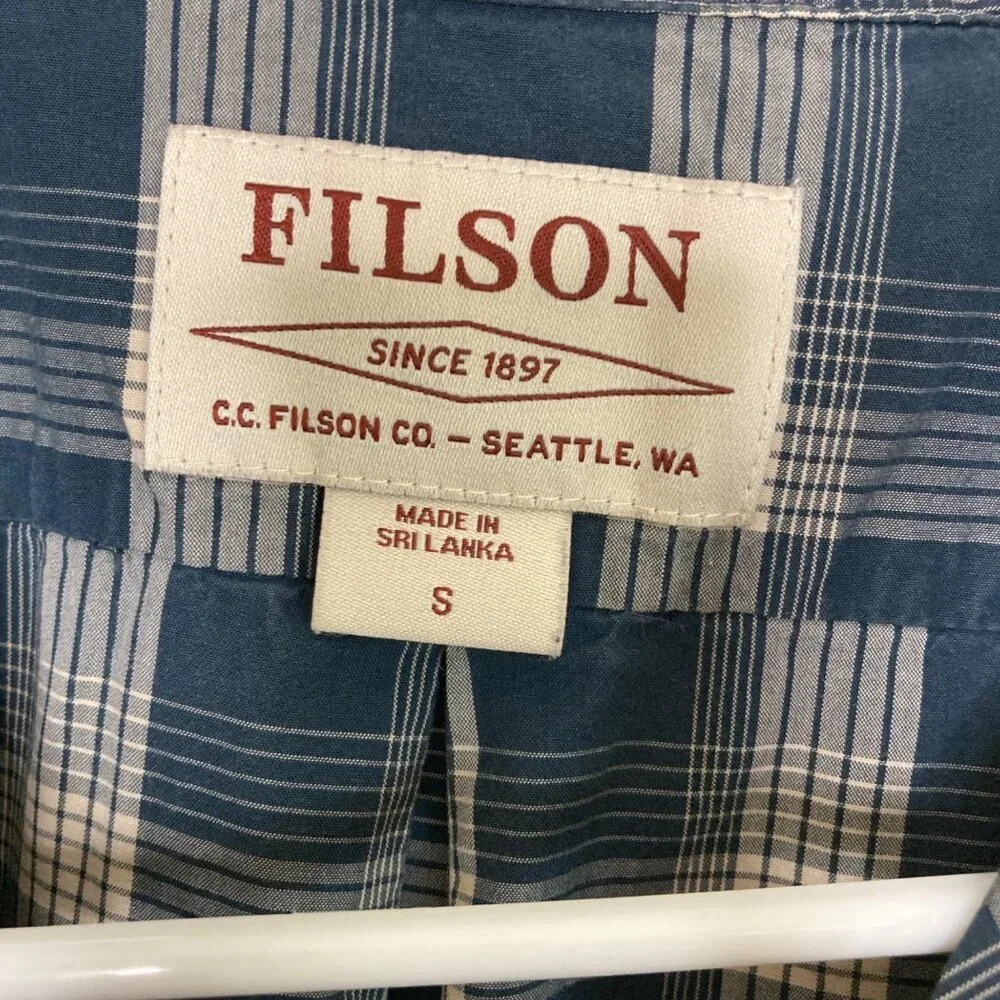 FILSON
SINCE 1897
C.C. FILSON CO. — SEATTLE, WA
MADE IN
SRI LANKA
S